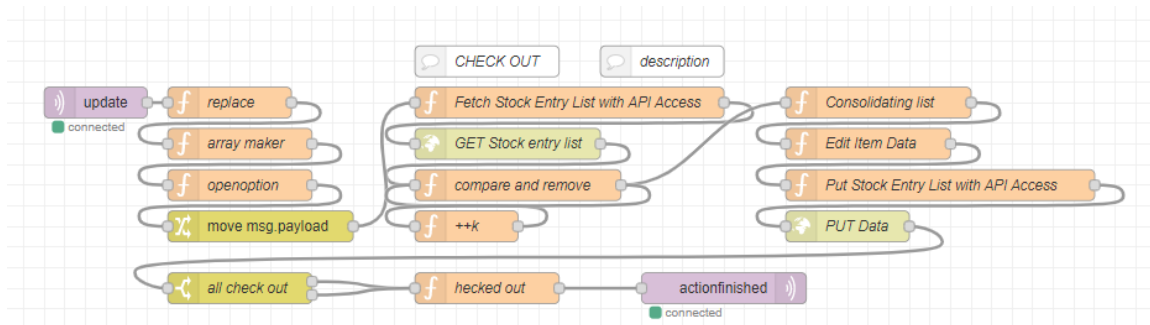 CHECK OUT
description
update
connected
replace
array maker
openoption
move msg.payload
Fetch Stock Entry List with API Access
GET Stock entry list
compare and remove
++k
Consolidating list
Edit Item Data
Put Stock Entry List with API Access
PUT Data
all check out
hecked out
actionfinished
connected